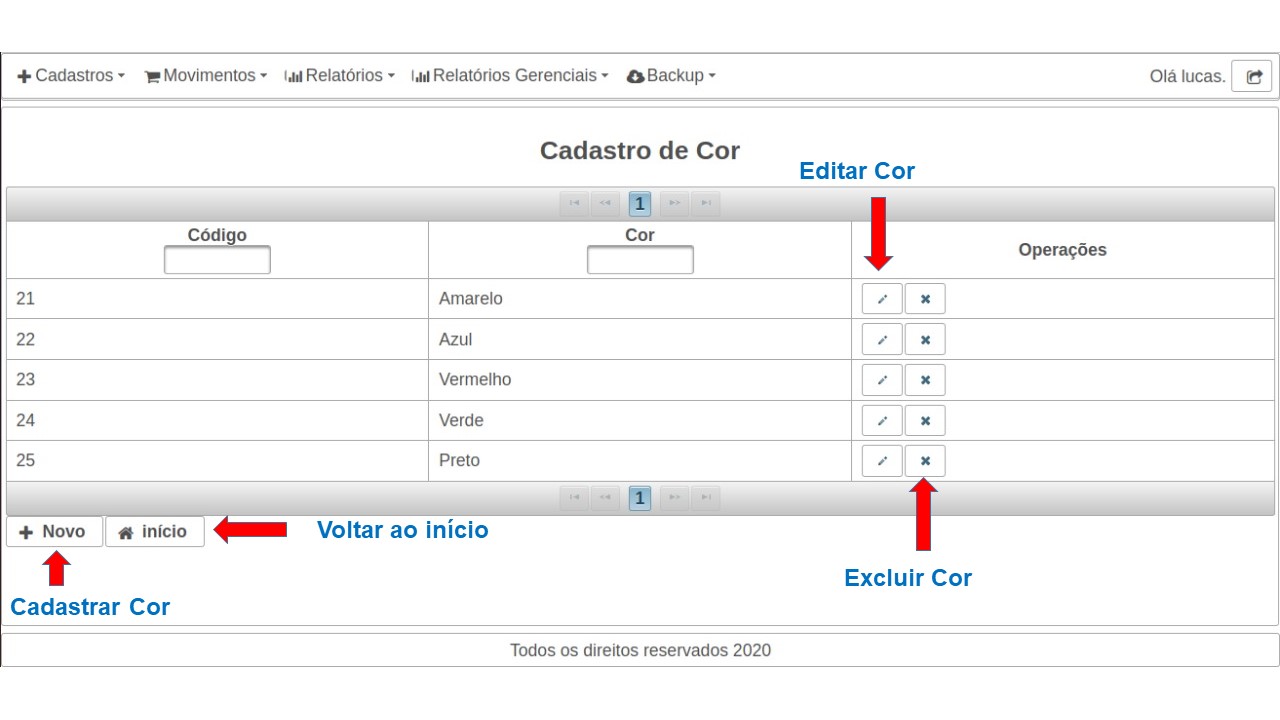 Cadastros Movimentos Relatórios Relatórios Gerenciais Backup Olá lucas.
Cadastro de Cor
Editar Cor
1
Código Cor Operações
21 Amarelo
22 Azul
23 Vermelho
24 Verde
25 Preto
1
Novo início Voltar ao início
Excluir Cor
Cadastrar Cor
Todos os direitos reservados 2020